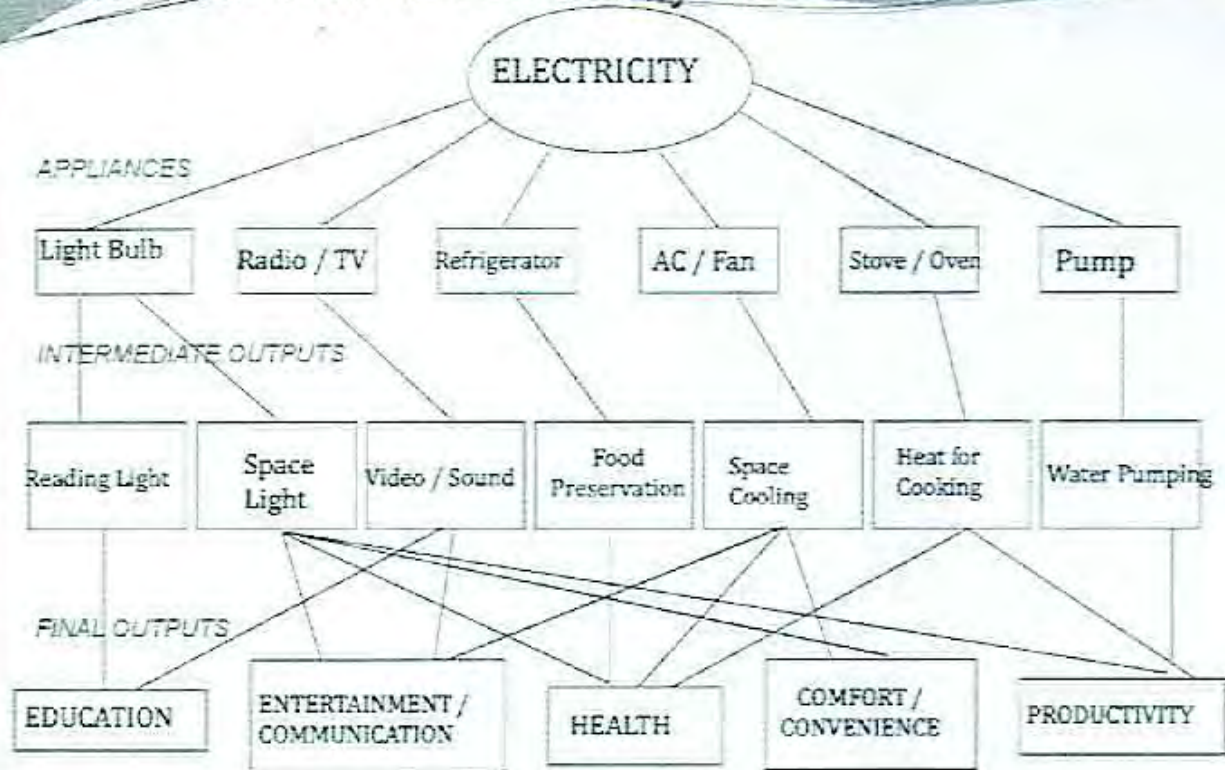 ELECTRICITY
APPLIANCES
Light Bulb
Radio / TV
Refrigerator
AC / Fan
Stove / Oven
Pump
INTERMEDIATE OUTPUTS
Reading Light
Space
Light
Video / Sound
Food
Preservation
Space
Cooling
Heat for
Cooking
Water Pumping
FINAL OUTPUTS
EDUCATION
ENTERTAINMENT /
COMMUNICATION
HEALTH
COMFORT /
CONVENIENCE
PRODUCTIVITY